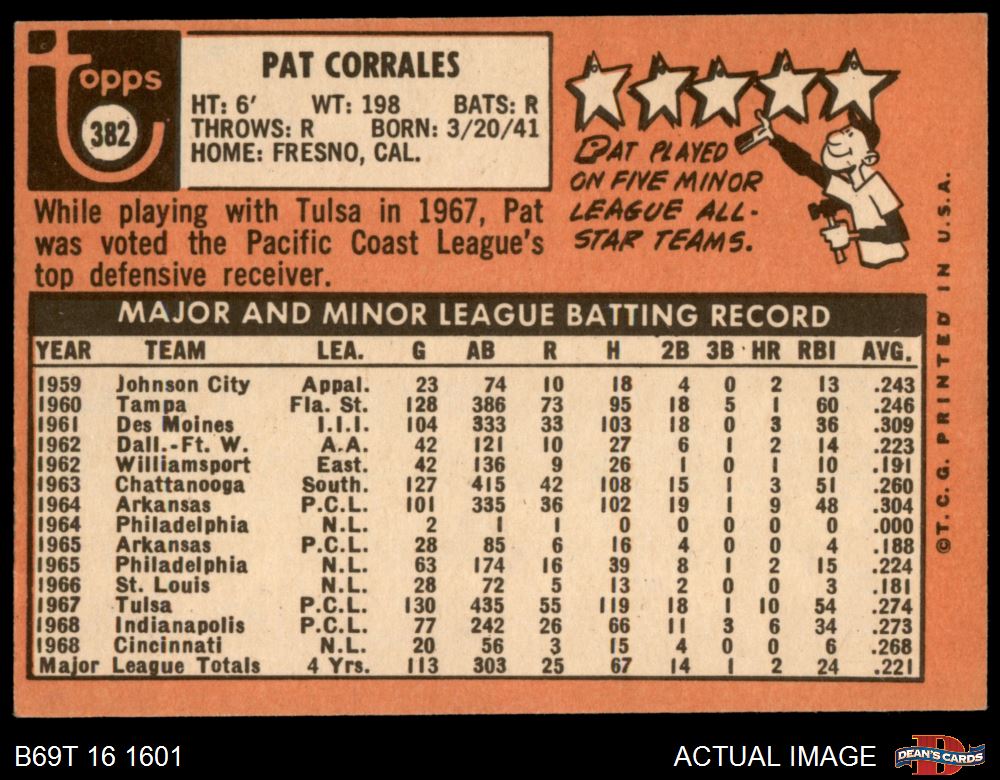 Topps
382
PAT CORRALES
HT: 6' WT: 198 BATS: R
THROWS: R BORN: 3/20/41
HOME: FRESNO, CAL.
While playing with Tulsa in 1967, Pat
was voted the Pacific Coast League's
top defensive receiver.
PAT PLAYED
ON FIVE MINOR
LEAGUE ALL-
STAR TEAMS.
MAJOR AND MINOR LEAGUE BATTING RECORD
YEAR TEAM LEA. G AB R H 2B 3B HR RBI AVG.
1959 Johnson City Appal. 23 74 10 18 4 0 2 13 .243
1960 Tampa Fla. St. 128 386 73 95 18 5 1 60 .246
1961 Des Moines I.I.I. 104 333 33 103 18 0 3 36 .309
1962 Dall.-Ft. W. A.A. 42 121 10 27 6 1 2 14 .223
1962 Williamsport East. 42 136 9 26 1 0 1 10 .191
1963 Chattanooga South. 127 415 42 108 15 1 3 51 .260
1964 Arkansas P.C.L. 101 335 36 102 19 1 9 48 .304
1964 Philadelphia N.L. 2 1 1 0 0 0 0 0 .000
1965 Arkansas P.C.L. 28 85 6 16 4 0 0 4 .188
1965 Philadelphia N.L. 63 174 16 39 8 1 2 15 .224
1966 St. Louis N.L. 28 72 5 13 2 0 0 3 .181
1967 Tulsa P.C.L. 130 435 55 119 18 1 10 54 .274
1968 Indianapolis P.C.L. 77 242 26 66 11 3 6 34 .273
1968 Cincinnati N.L. 20 56 3 15 4 0 0 6 .268
Major League Totals 4 Yrs. 113 303 25 67 14 1 2 24 .221
©T.C.G. PRINTED IN U.S.A.
B69T 16 1601
ACTUAL IMAGE
D
DEAN'S CARDS